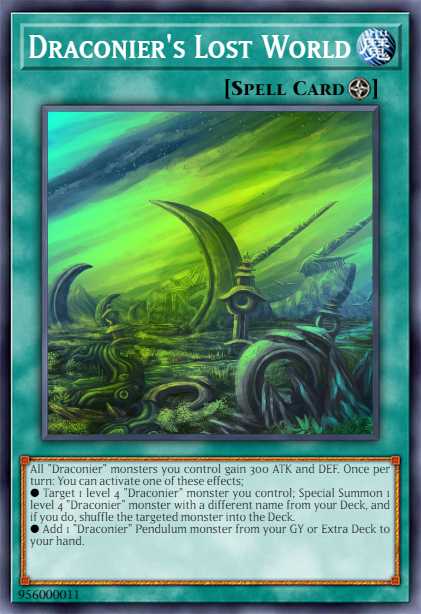 Draconier's Lost World
魔
[Spell Card]
All "Draconier" monsters you control gain 300 ATK and DEF. Once per
turn: You can activate one of these effects;
● Target 1 level 4 "Draconier" monster you control; Special Summon 1
level 4 "Draconier" monster with a different name from your Deck, and
if you do, shuffle the targeted monster into the Deck.
● Add 1 "Draconier" Pendulum monster from your GY or Extra Deck to
your hand.
956000011